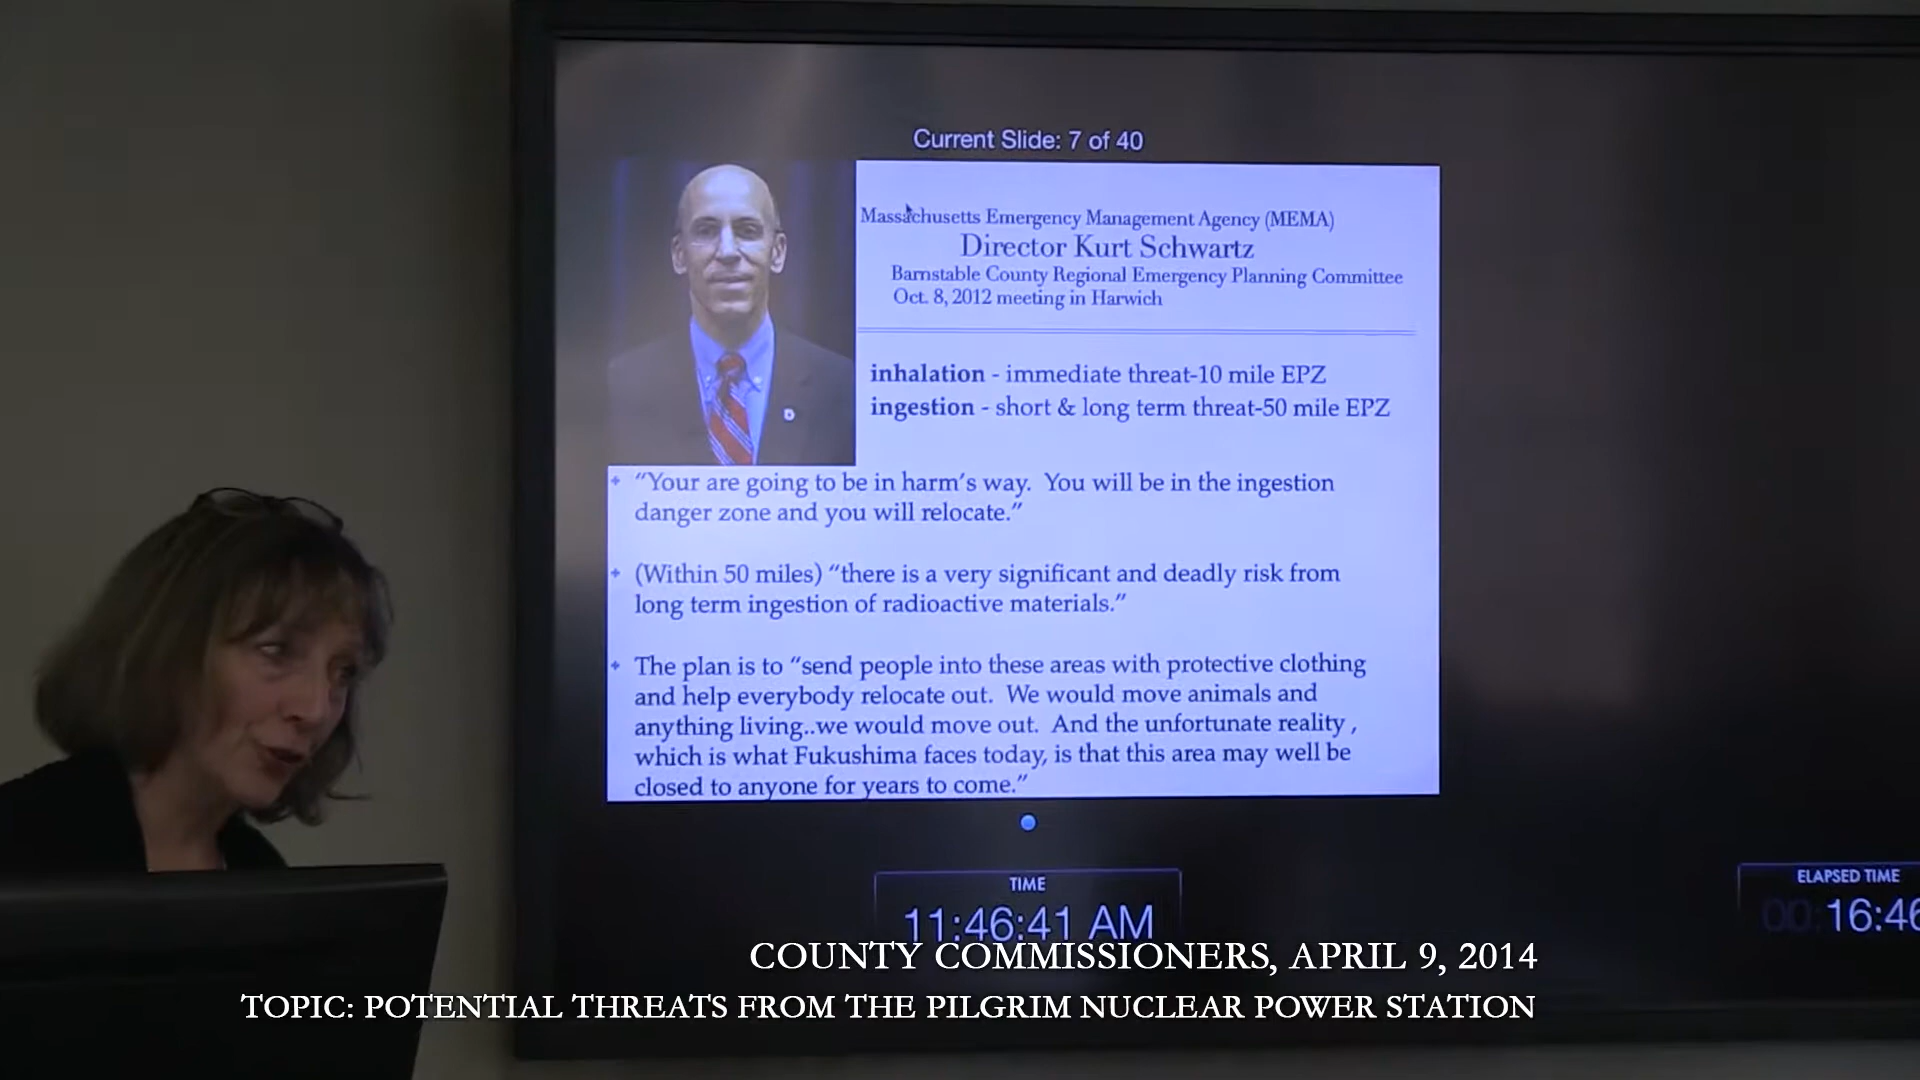 Current Slide: 7 of 40
Massachusetts Emergency Management Agency (MEMA)
Director Kurt Schwartz
Barnstable County Regional Emergency Planning Committee
Oct. 8, 2012 meeting in Harwich
inhalation - immediate threat-10 mile EPZ
ingestion - short & long term threat-50 mile EPZ
“Your are going to be in harm’s way. You will be in the ingestion
danger zone and you will relocate.”
(Within 50 miles) “there is a very significant and deadly risk from
long term ingestion of radioactive materials.”
The plan is to “send people into these areas with protective clothing
and help everybody relocate out. We would move animals and
anything living..we would move out. And the unfortunate reality ,
which is what Fukushima faces today, is that this area may well be
closed to anyone for years to come.”
TIME
11:46:41 AM
ELAPSED TIME
00:16:46
COUNTY COMMISSIONERS, APRIL 9, 2014
TOPIC: POTENTIAL THREATS FROM THE PILGRIM NUCLEAR POWER STATION